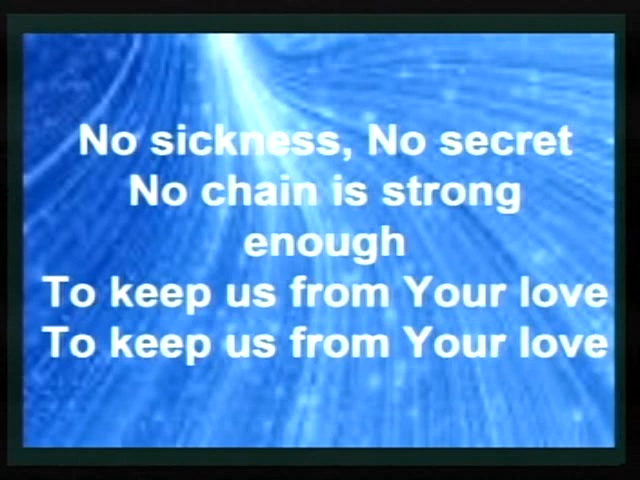 No sickness, No secret
No chain is strong
enough
To keep us from Your love
To keep us from Your love